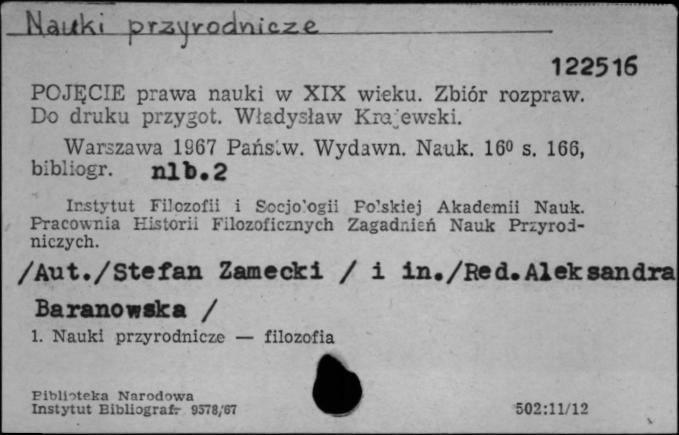 Nauki przyrodnicze
122516
POJĘCIE prawa nauki w XIX wieku. Zbiór rozpraw.
Do druku przygot. Władysław Krajewski.
Warszawa 1967 Państw. Wydawn. Nauk. 16⁰ s. 166,
bibliogr. nlb.2
Instytut Filozofii i Socjologii Polskiej Akademii Nauk.
Pracownia Historii Filozoficznych Zagadnień Nauk Przyrod-
niczych.
/Aut./Stefan Zamecki / i in./Red.Aleksandra
Baranowska /
1. Nauki przyrodnicze — filozofia
Biblioteka Narodowa
Instytut Bibliograf. 9578/67
502:11/12